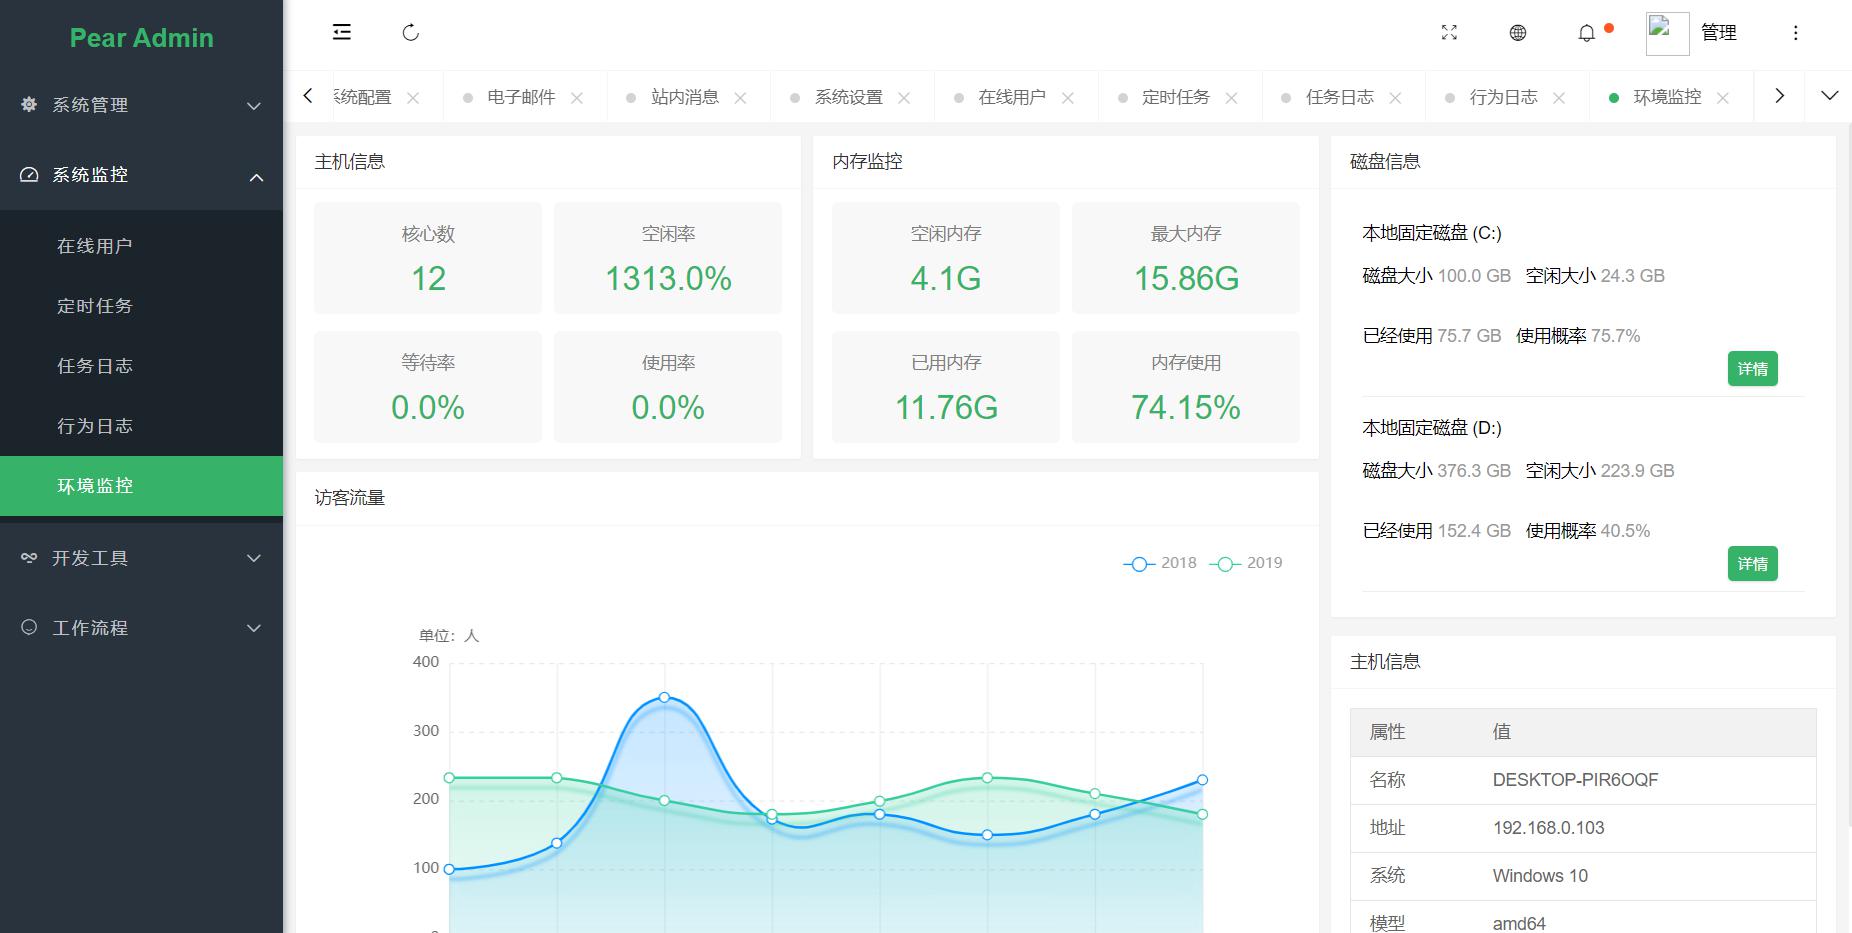 Pear Admin
系统管理
系统监控
在线用户
定时任务
任务日志
行为日志
环境监控
开发工具
工作流程
管理
系统配置
电子邮件
站内消息
系统设置
在线用户
定时任务
任务日志
行为日志
环境监控
主机信息
核心数
12
空闲率
1313.0%
等待率
0.0%
使用率
0.0%
内存监控
空闲内存
4.1G
最大内存
15.86G
已用内存
11.76G
内存使用
74.15%
访客流量
2018
2019
单位：人
400
300
200
100
磁盘信息
本地固定磁盘 (C:)
磁盘大小 100.0 GB 空闲大小 24.3 GB
已经使用 75.7 GB 使用概率 75.7%
详情
本地固定磁盘 (D:)
磁盘大小 376.3 GB 空闲大小 223.9 GB
已经使用 152.4 GB 使用概率 40.5%
详情
主机信息
属性 值
名称 DESKTOP-PIR6OQF
地址 192.168.0.103
系统 Windows 10
模型 amd64